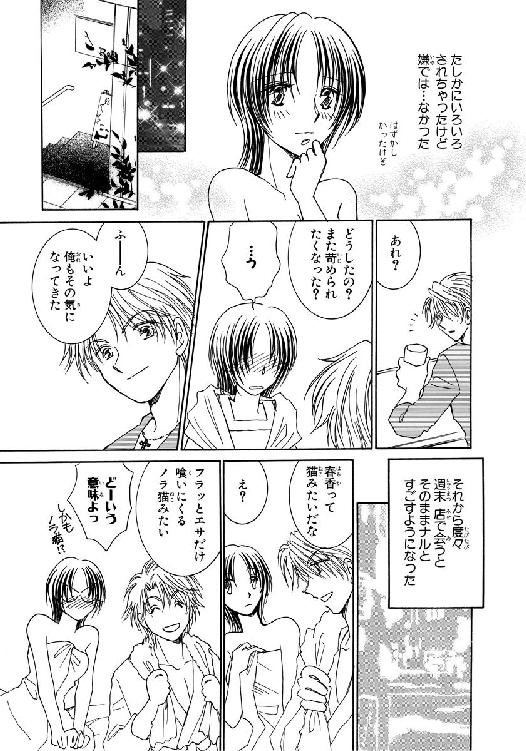 たしかにいろいろ
されちゃったけど
嫌では…なかった
はずかし
かったけど
あれ？
どうしたの？
また苛められ
たくなった？
…っ
ふーん
いいよ
俺もその気に
なってきた
それから度々
週末 店で会うと
そのままナルと
すごすようになった
春香って
猫みたいだな
え？
フラッとエサだけ
喰いにくる
ノラ猫みたい
どーいう
意味よっ
しかも
ノラ猫!?